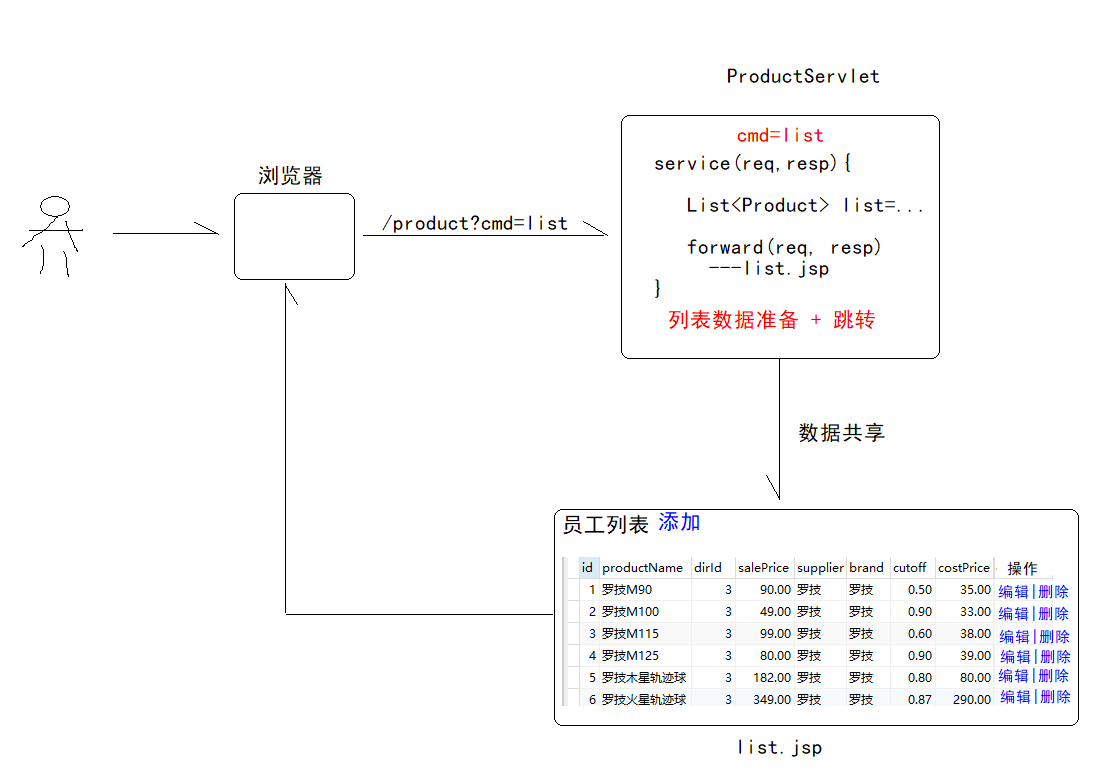 ProductServlet
cmd=list
service(req,resp){
List<Product> list=...
forward(req, resp)
---list.jsp
}
列表数据准备 + 跳转
浏览器
/product?cmd=list
数据共享
员工列表 添加
id productName dirId salePrice supplier brand cutoff costPrice 操作
1 罗技M90 3 90.00 罗技 罗技 0.50 35.00 编辑|删除
2 罗技M100 3 49.00 罗技 罗技 0.90 33.00 编辑|删除
3 罗技M115 3 99.00 罗技 罗技 0.60 38.00 编辑|删除
4 罗技M125 3 80.00 罗技 罗技 0.90 39.00 编辑|删除
5 罗技木星轨迹球 3 182.00 罗技 罗技 0.80 80.00 编辑|删除
6 罗技火星轨迹球 3 349.00 罗技 罗技 0.87 290.00 编辑|删除
list.jsp